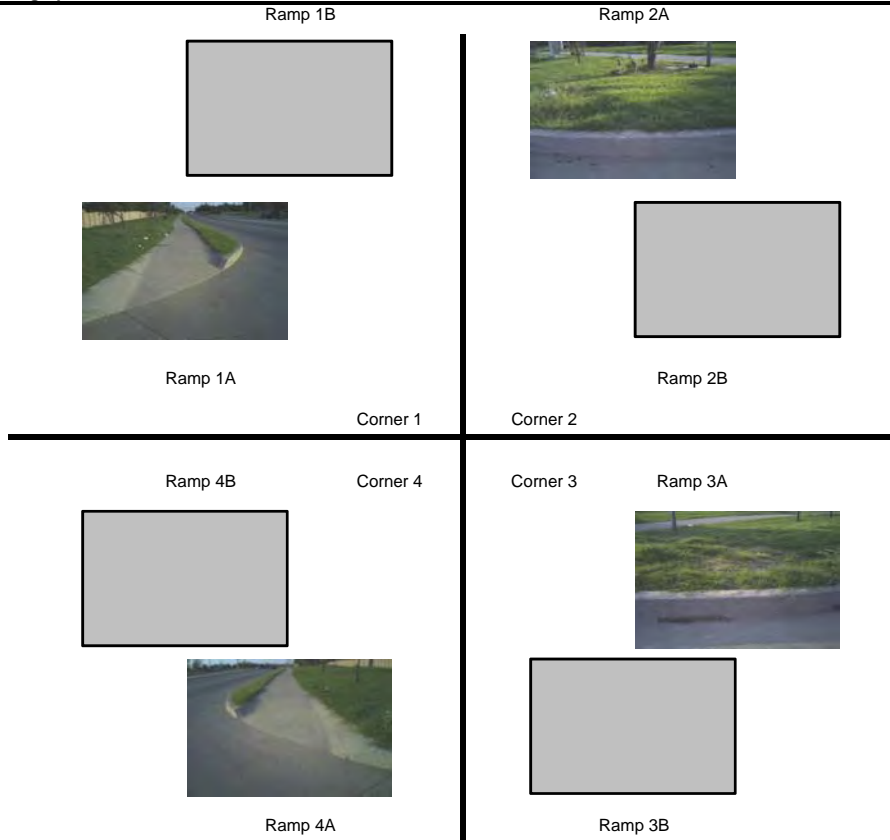 Ramp 1B
Ramp 2A
Ramp 1A
Ramp 2B
Corner 1
Corner 2
Ramp 4B
Corner 4
Corner 3
Ramp 3A
Ramp 4A
Ramp 3B